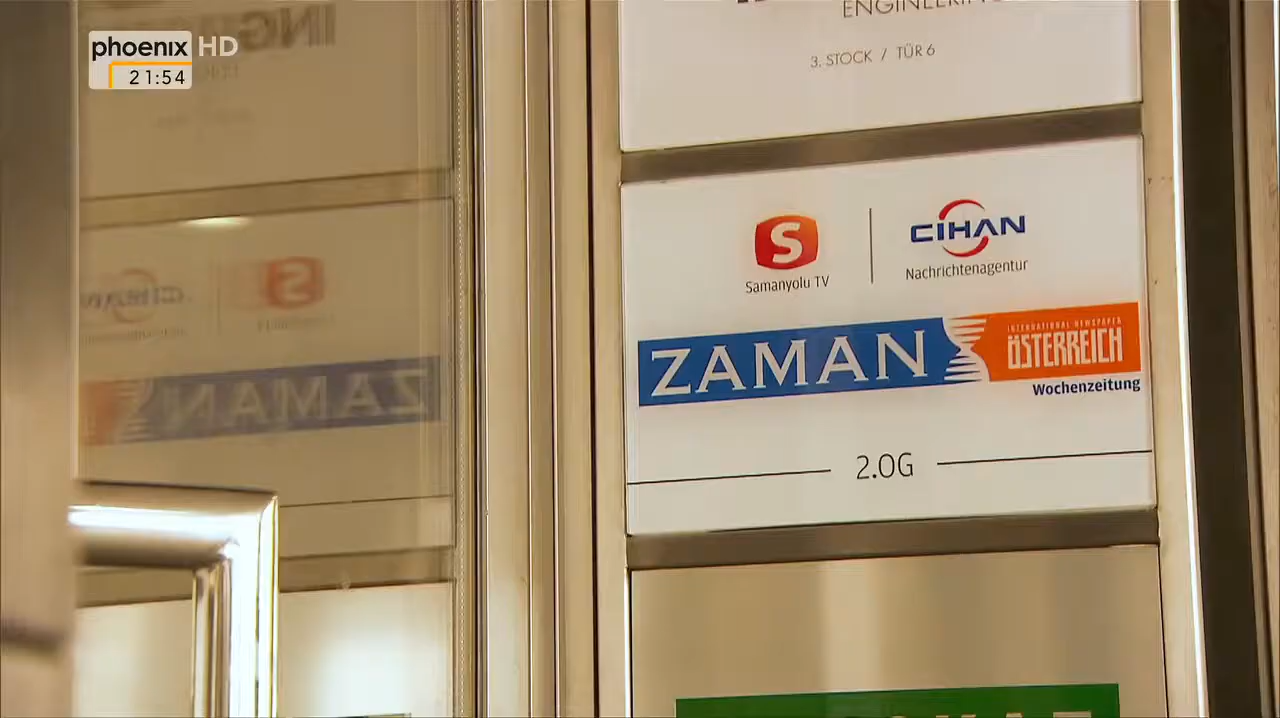 phoenix HD
21:54
ENGINEERING
3. STOCK / TÜR 6
S
Samanyolu TV
CIHAN
Nachrichtenagentur
ZAMAN
INTERNATIONAL NEWSPAPER
ÖSTERREICH
Wochenzeitung
2.OG